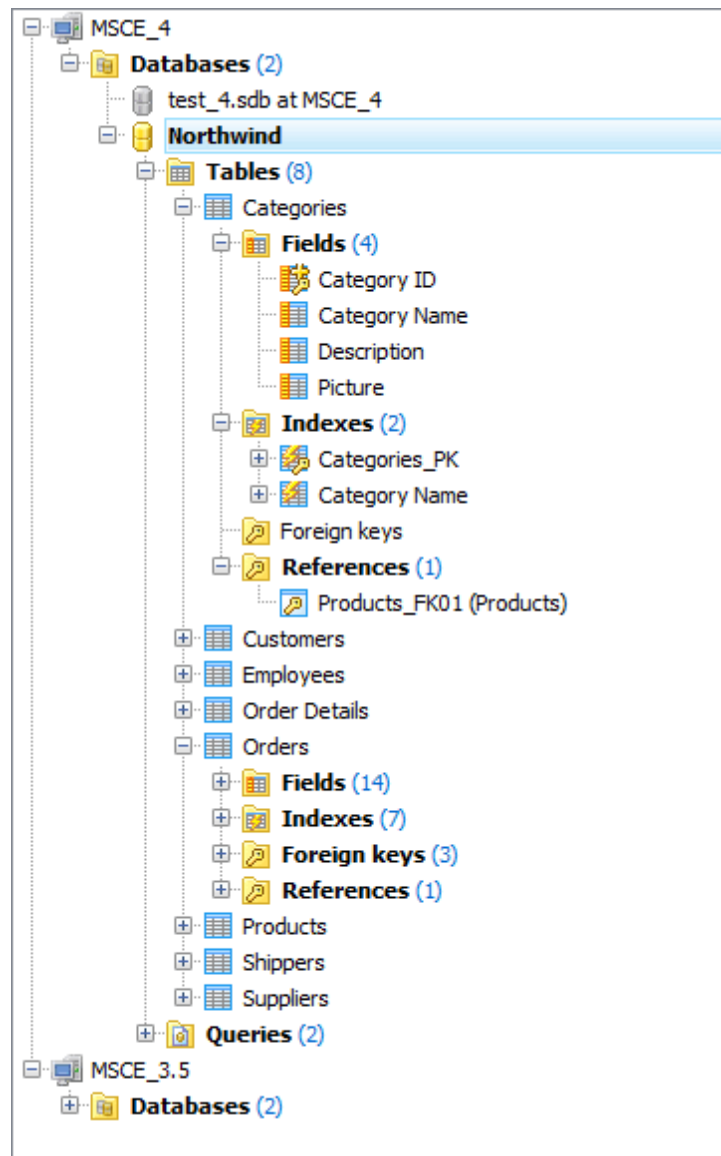 MSCE_4
Databases (2)
test_4.sdb at MSCE_4
Northwind
Tables (8)
Categories
Fields (4)
Category ID
Category Name
Description
Picture
Indexes (2)
Categories_PK
Category Name
Foreign keys
References (1)
Products_FK01 (Products)
Customers
Employees
Order Details
Orders
Fields (14)
Indexes (7)
Foreign keys (3)
References (1)
Products
Shippers
Suppliers
Queries (2)
MSCE_3.5
Databases (2)